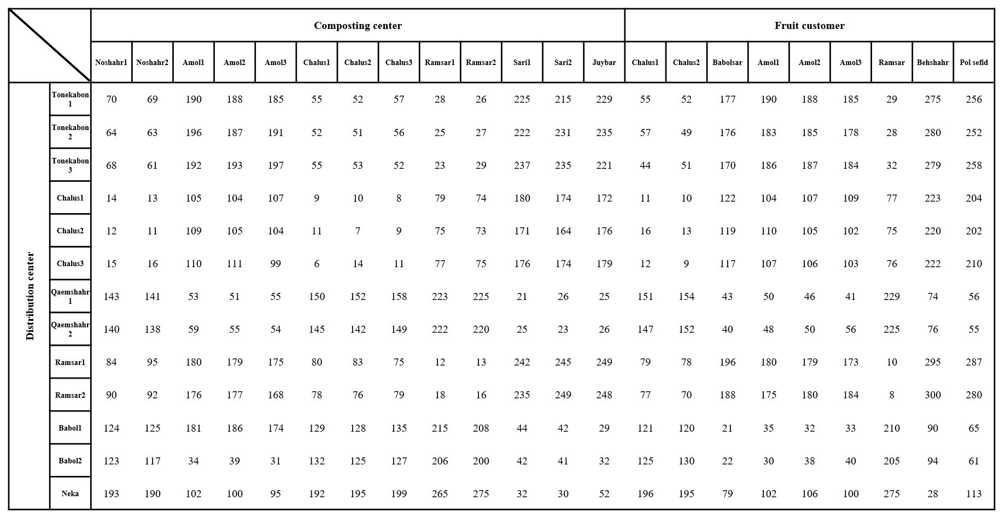 Composting center Fruit customer
Noshahr1 Noshahr2 Amol1 Amol2 Amol3 Chalus1 Chalus2 Chalus3 Ramsar1 Ramsar2 Sari1 Sari2 Juybar Chalus1 Chalus2 Babolsar Amol1 Amol2 Amol3 Ramsar Behshahr Pol sefid
Distribution center
Tonekabon
1
70 69 190 188 185 55 52 57 28 26 225 215 229 55 52 177 190 188 185 29 275 256
Tonekabon
2
64 63 196 187 191 52 51 56 25 27 222 231 235 57 49 176 183 185 178 28 280 252
Tonekabon
3
68 61 192 193 197 55 53 52 23 29 237 235 221 44 51 170 186 187 184 32 279 258
Chalus1 14 13 105 104 107 9 10 8 79 74 180 174 172 11 10 122 104 107 109 77 223 204
Chalus2 12 11 109 105 104 11 7 9 75 73 171 164 176 16 13 119 110 105 102 75 220 202
Chalus3 15 16 110 111 99 6 14 11 77 75 176 174 179 12 9 117 107 106 103 76 222 210
Qaemshahr
1
143 141 53 51 55 150 152 158 223 225 21 26 25 151 154 43 50 46 41 229 74 56
Qaemshahr
2
140 138 59 55 54 145 142 149 222 220 25 23 26 147 152 40 48 50 56 225 76 55
Ramsar1 84 95 180 179 175 80 83 75 12 13 242 245 249 79 78 196 180 179 173 10 295 287
Ramsar2 90 92 176 177 168 78 76 79 18 16 235 249 248 77 70 188 175 180 184 8 300 280
Babol1 124 125 181 186 174 129 128 135 215 208 44 42 29 121 120 21 35 32 33 210 90 65
Babol2 123 117 34 39 31 132 125 127 206 200 42 41 32 125 130 22 30 38 40 205 94 61
Neka 193 190 102 100 95 192 195 199 265 275 32 30 52 196 195 79 102 106 100 275 28 113